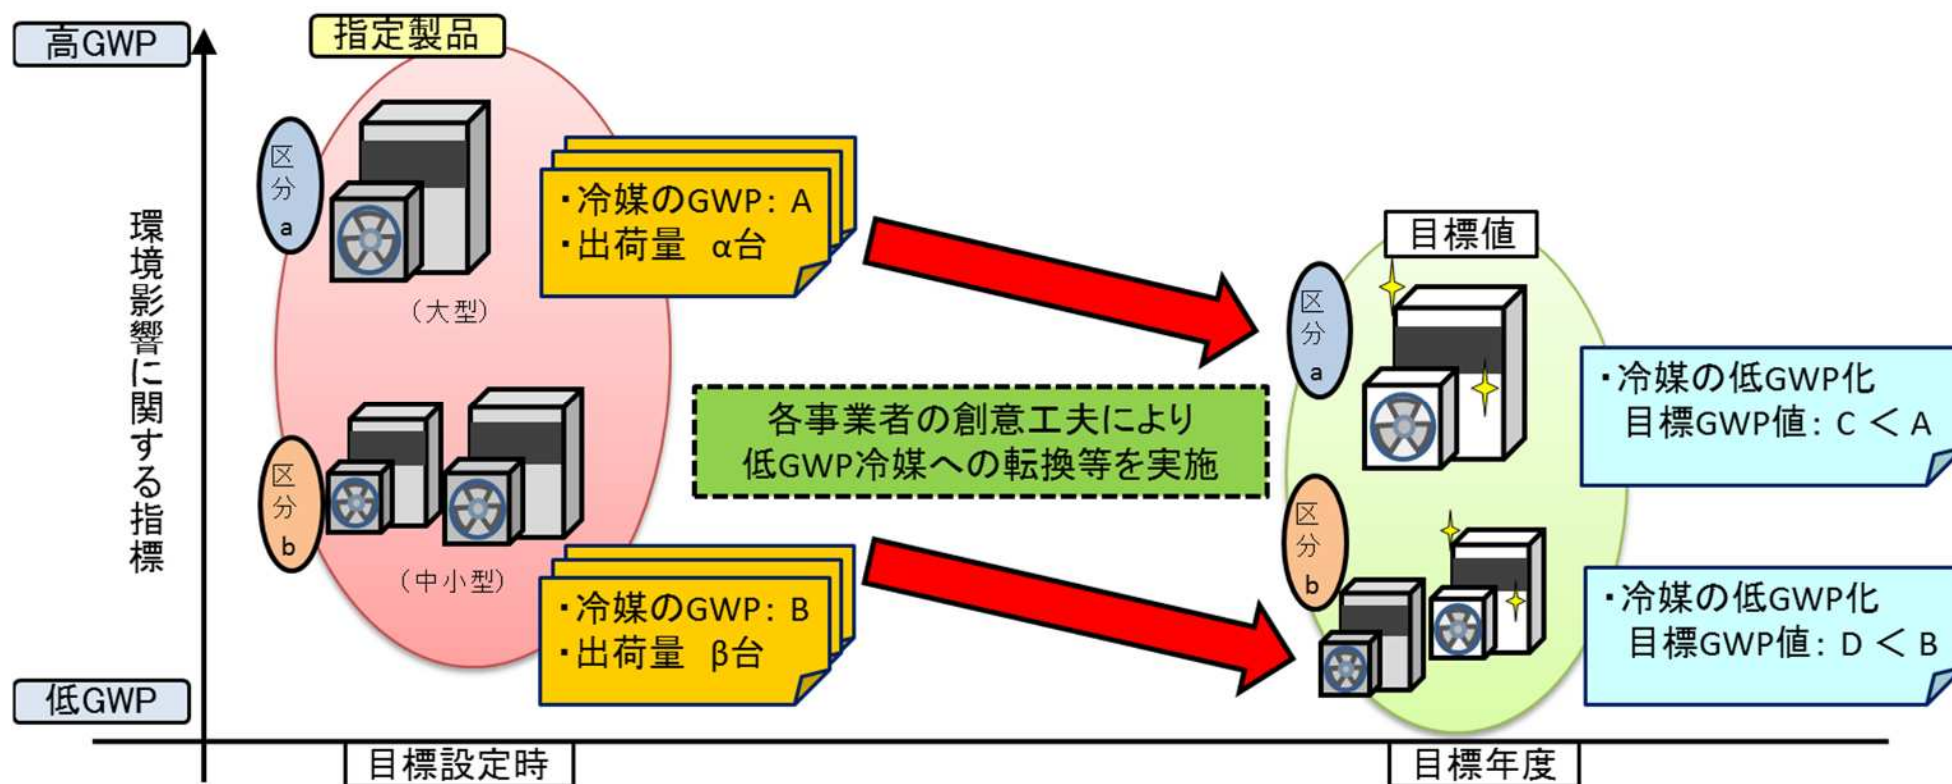 高GWP
指定製品
区分a
・冷媒のGWP: A
・出荷量 α台
(大型)
環境影響に関する指標
区分b
(中小型)
・冷媒のGWP: B
・出荷量 β台
各事業者の創意工夫により
低GWP冷媒への転換等を実施
目標値
区分a
・冷媒の低GWP化
目標GWP値: C < A
区分b
・冷媒の低GWP化
目標GWP値: D < B
低GWP
目標設定時
目標年度